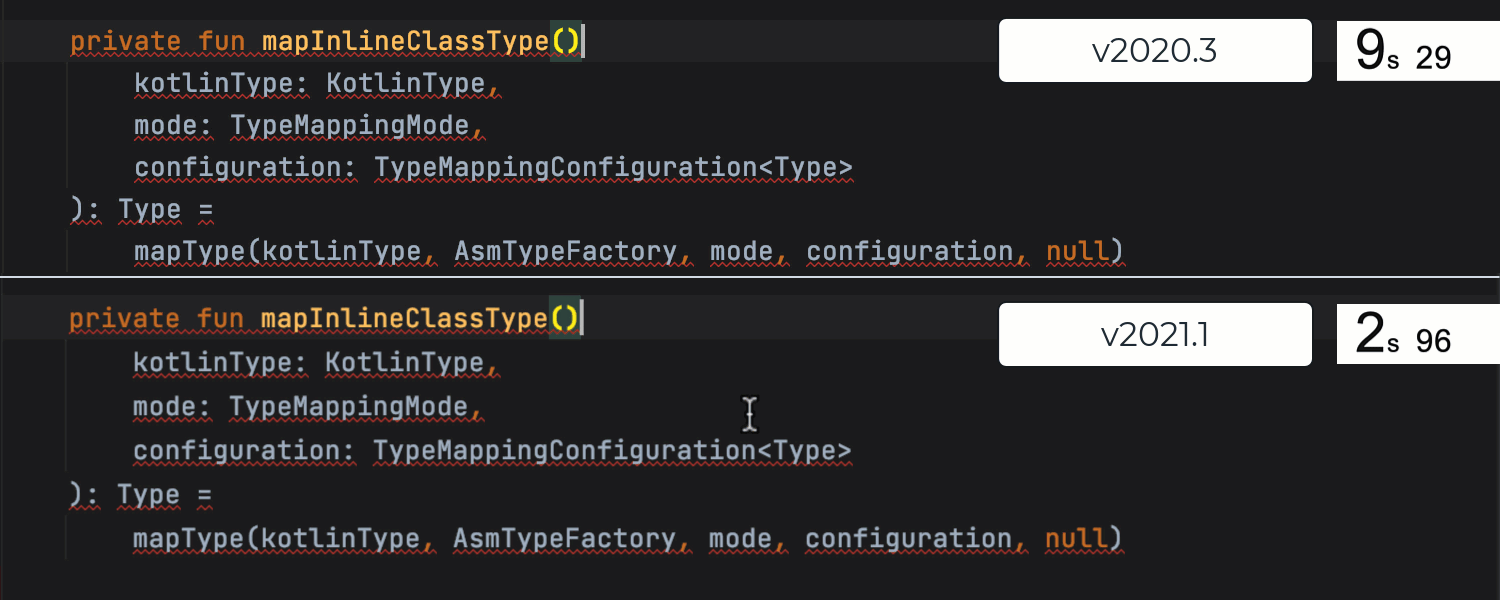 private fun mapInlineClassType()
v2020.3
9s 29
kotlinType: KotlinType,
mode: TypeMappingMode,
configuration: TypeMappingConfiguration<Type>
): Type =
mapType(kotlinType, AsmTypeFactory, mode, configuration, null)
private fun mapInlineClassType()
v2021.1
2s 96
kotlinType: KotlinType,
mode: TypeMappingMode,
configuration: TypeMappingConfiguration<Type>
): Type =
mapType(kotlinType, AsmTypeFactory, mode, configuration, null)